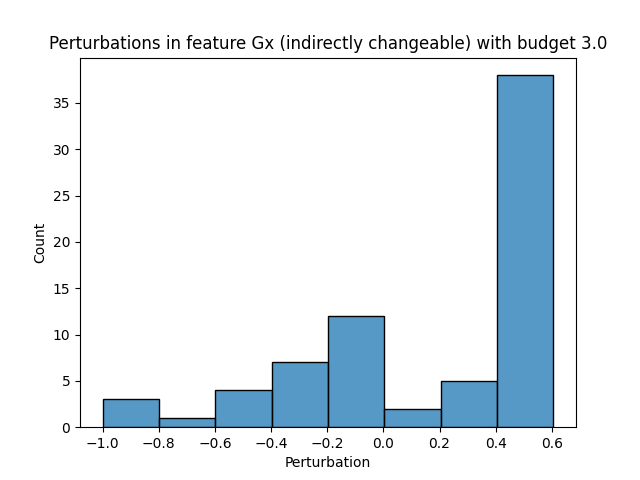 Perturbations in feature Gx (indirectly changeable) with budget 3.0
35
30
25
20
15
10
5
0
Count
−1.0 −0.8 −0.6 −0.4 −0.2 0.0 0.2 0.4 0.6
Perturbation